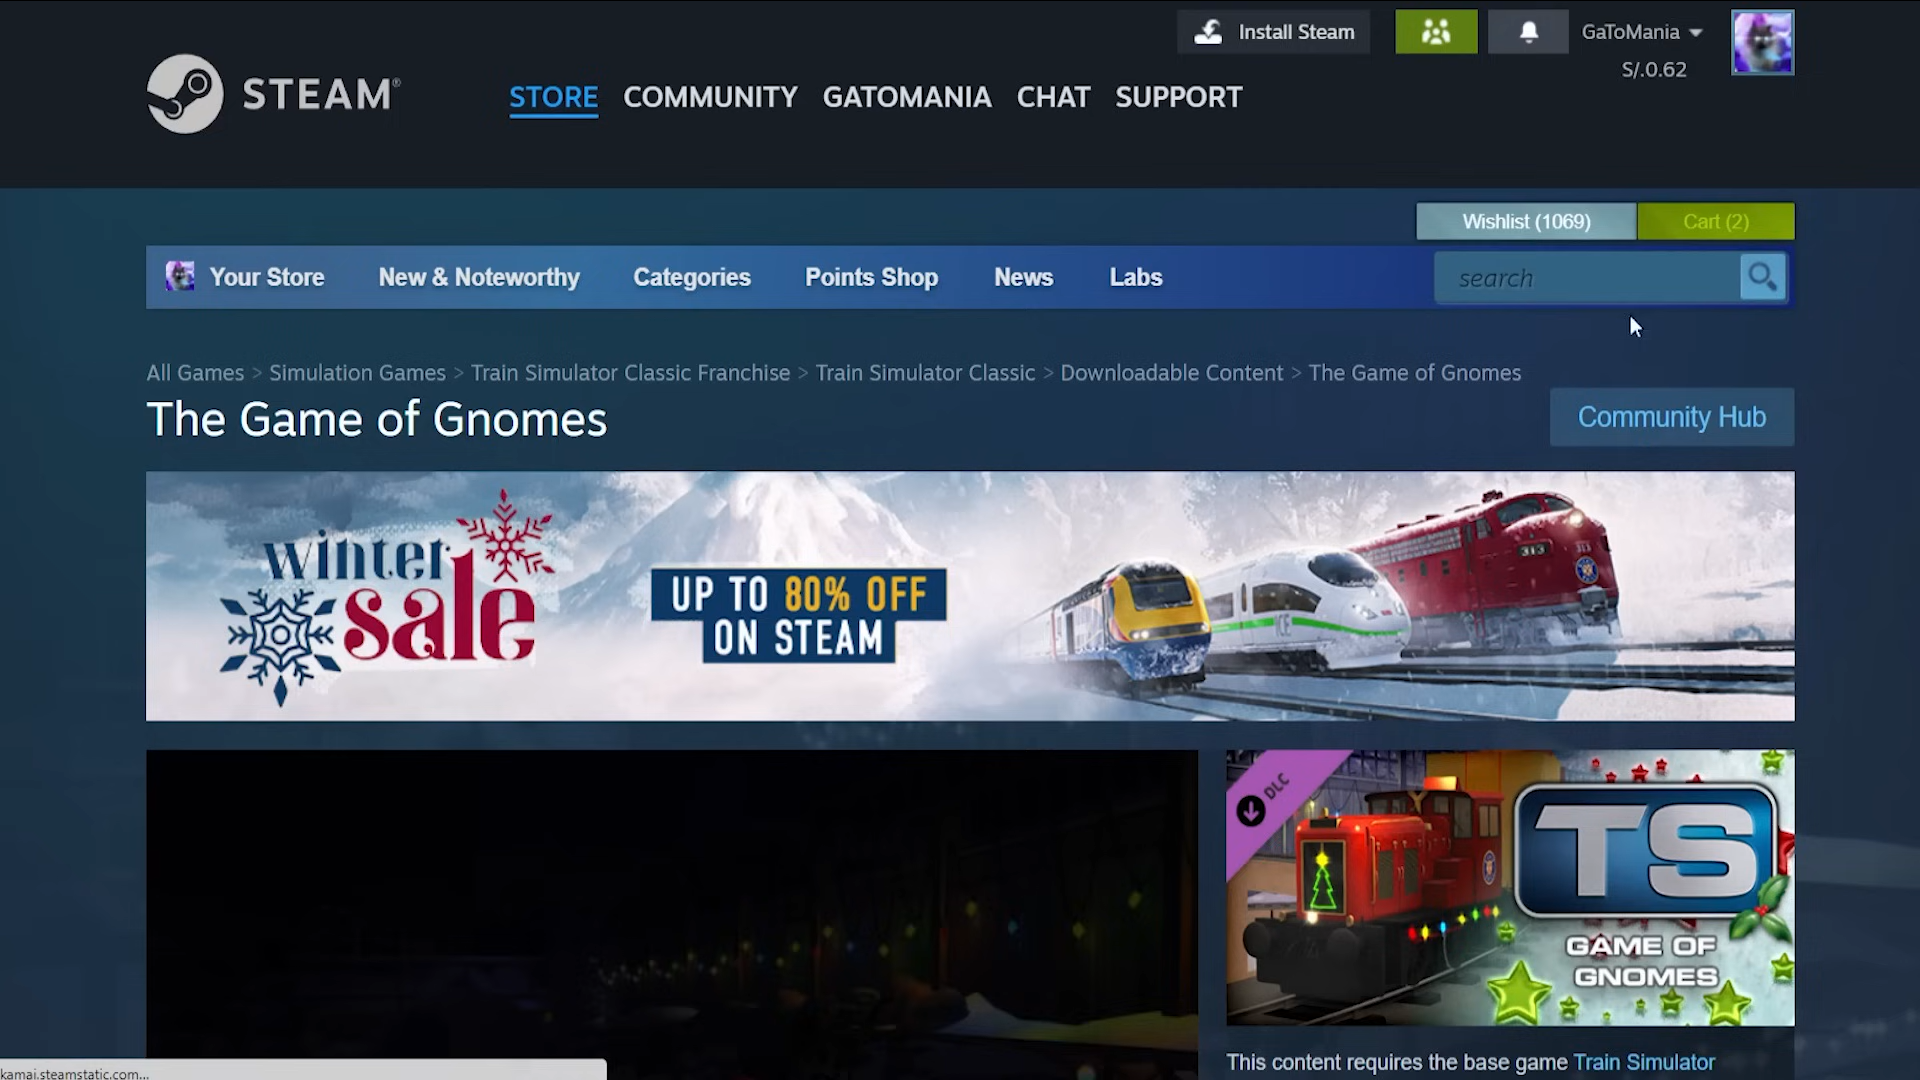 Install Steam
GaToMania
S/.0.62
STEAM®
STORE COMMUNITY GATOMANIA CHAT SUPPORT
Wishlist (1069)
Cart (2)
Your Store New & Noteworthy Categories Points Shop News Labs
search
All Games > Simulation Games > Train Simulator Classic Franchise > Train Simulator Classic > Downloadable Content > The Game of Gnomes
The Game of Gnomes
Community Hub
winter
sale
UP TO 80% OFF
ON STEAM
313
313
ICE
DLC
TS
GAME OF
GNOMES
This content requires the base game Train Simulator
kamai.steamstatic.com...